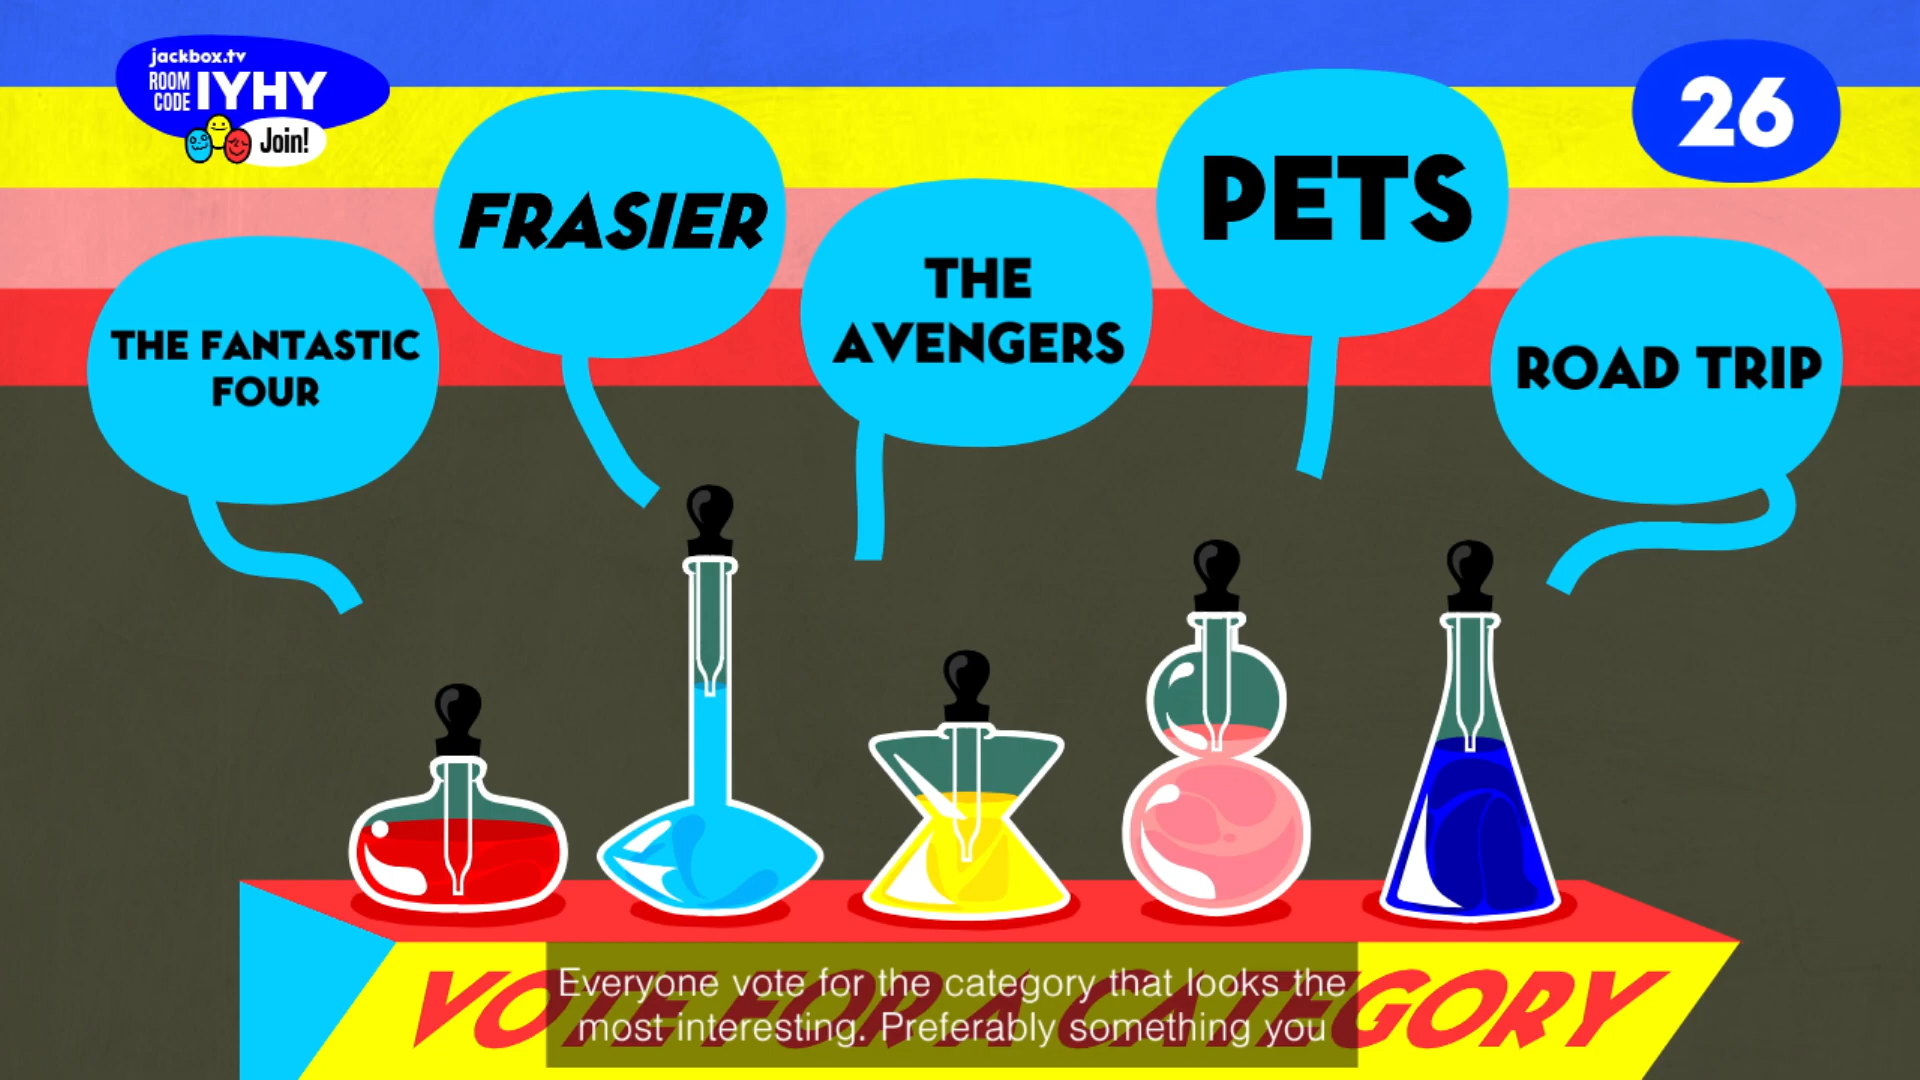 jackbox.tv
ROOM CODE IYHY
Join!
26
FRASIER
PETS
THE
AVENGERS
THE FANTASTIC
FOUR
ROAD TRIP
VOTE FOR A CATEGORY
Everyone vote for the category that looks the
most interesting. Preferably something you